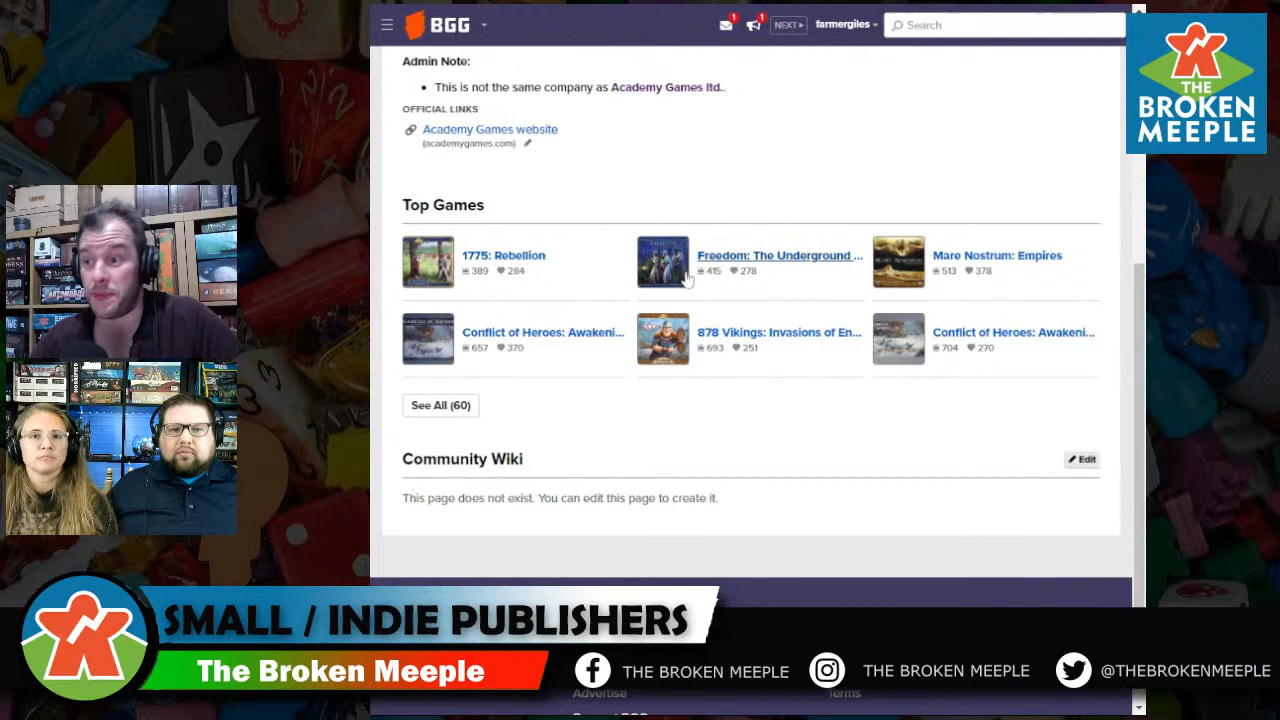 BGG
1
1
NEXT
farmergiles
Search
THE
BROKEN
MEEPLE
Admin Note:
• This is not the same company as Academy Games ltd..
OFFICIAL LINKS
Academy Games website
(academygames.com)
Top Games
1775: Rebellion
389 284
Freedom: The Underground ...
415 278
Mare Nostrum: Empires
513 378
Conflict of Heroes: Awakeni...
657 370
878 Vikings: Invasions of En...
693 251
Conflict of Heroes: Awakeni...
704 270
See All (60)
Community Wiki
Edit
This page does not exist. You can edit this page to create it.
SMALL / INDIE PUBLISHERS
The Broken Meeple
THE BROKEN MEEPLE
THE BROKEN MEEPLE
@THEBROKENMEEPLE
Advertise
Terms